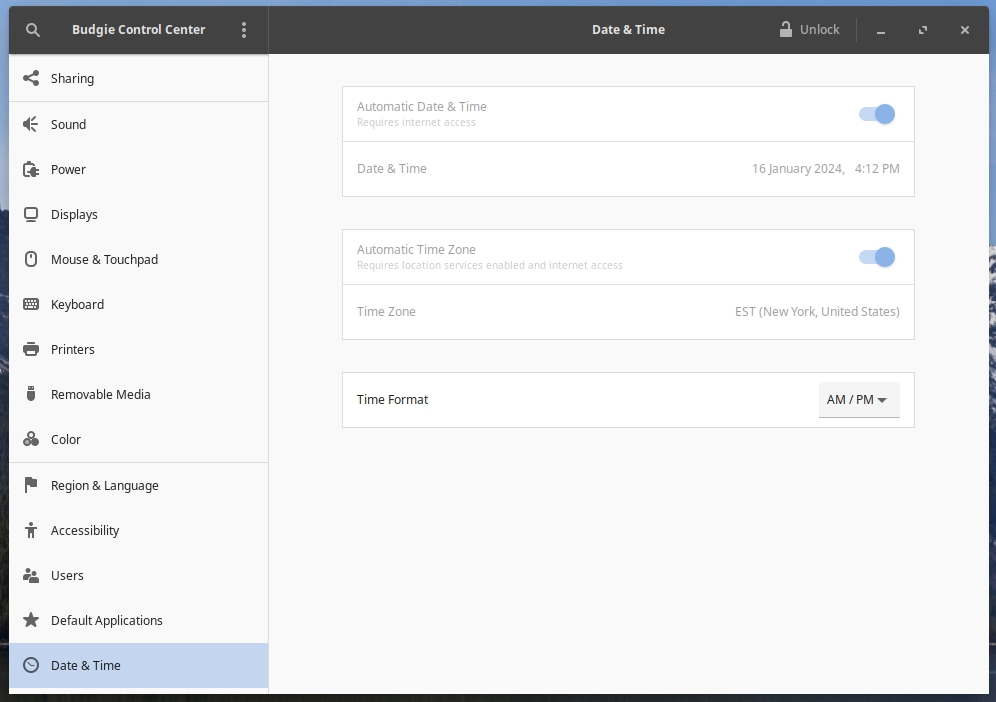 Budgie Control Center
Date & Time
Unlock
Sharing
Sound
Power
Displays
Mouse & Touchpad
Keyboard
Printers
Removable Media
Color
Region & Language
Accessibility
Users
Default Applications
Date & Time
Automatic Date & Time
Requires internet access
Date & Time 16 January 2024, 4:12 PM
Automatic Time Zone
Requires location services enabled and internet access
Time Zone EST (New York, United States)
Time Format AM / PM